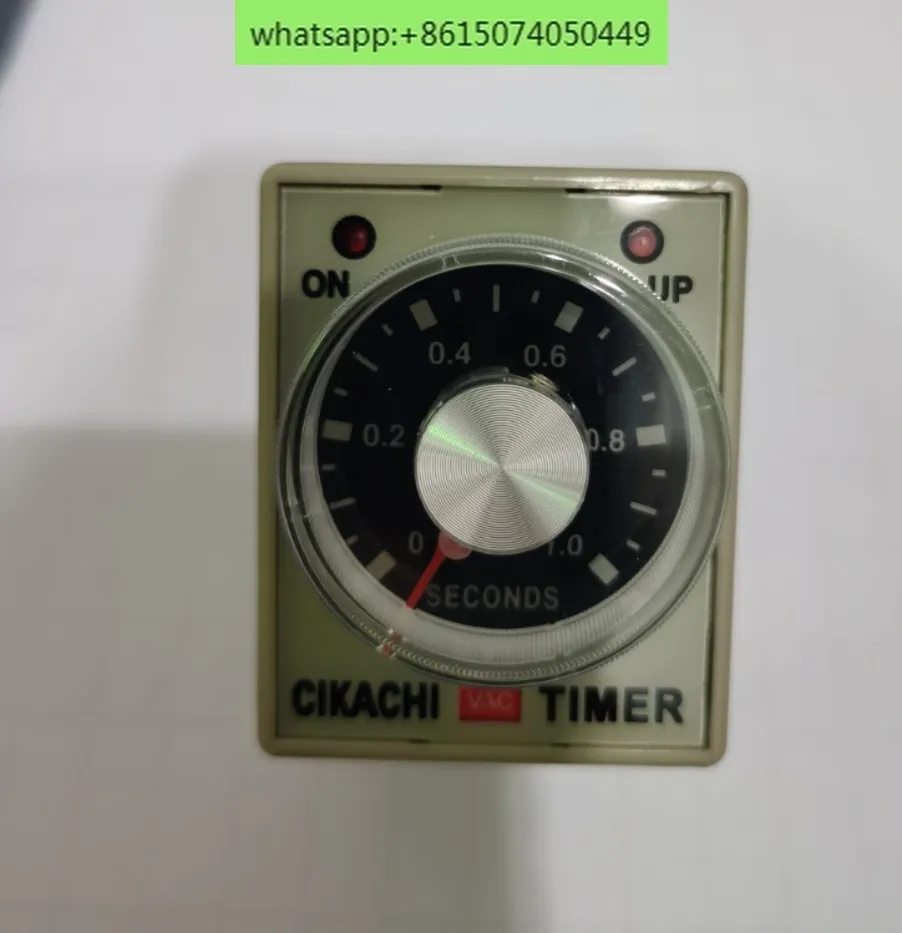 whatsapp:+8615074050449
ON UP
0.4 0.6
0.2 0.8
0 1.0
SECONDS
CIKACHI VAC TIMER